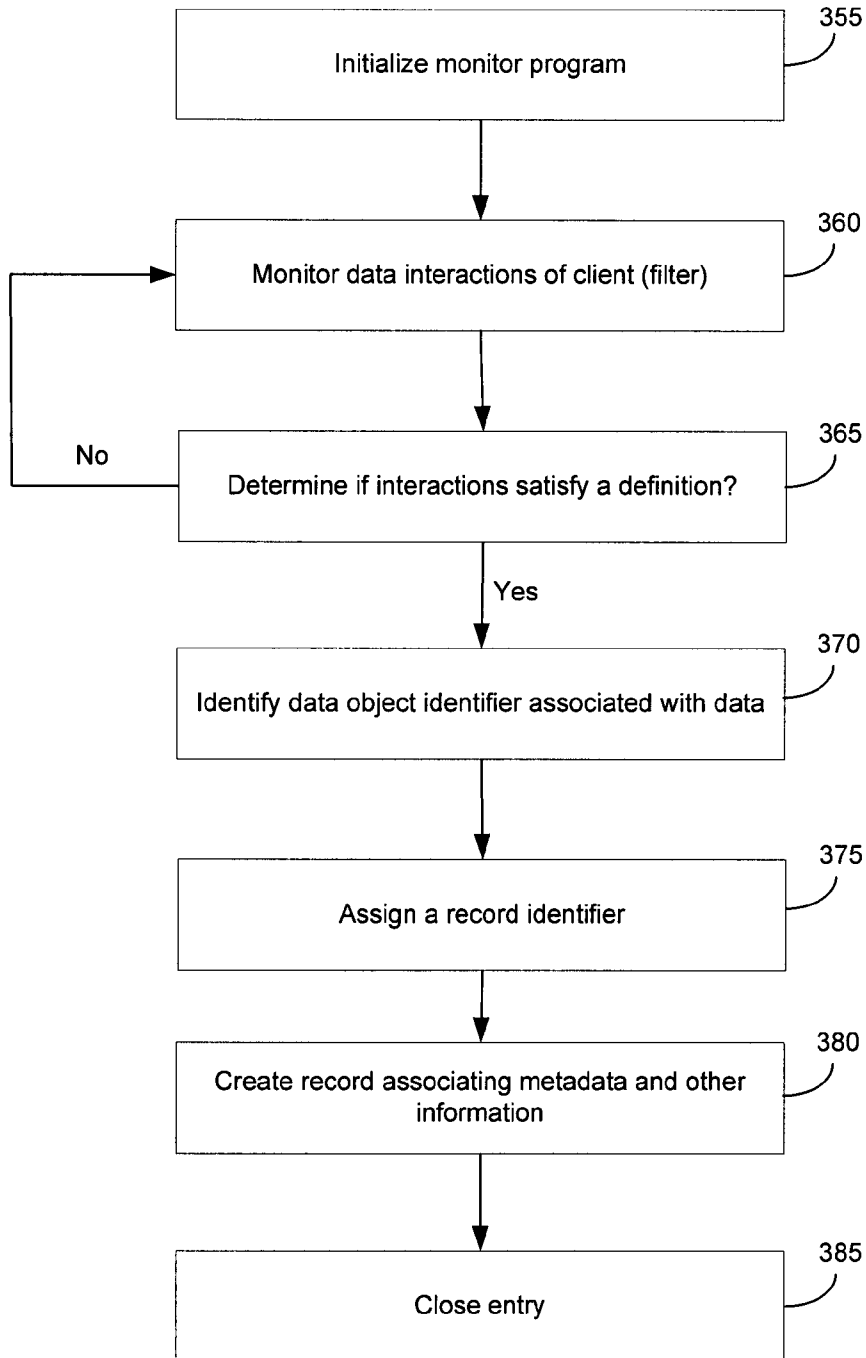 355
Initialize monitor program
360
Monitor data interactions of client (filter)
365
No
Determine if interactions satisfy a definition?
Yes
370
Identify data object identifier associated with data
375
Assign a record identifier
380
Create record associating metadata and other
information
385
Close entry